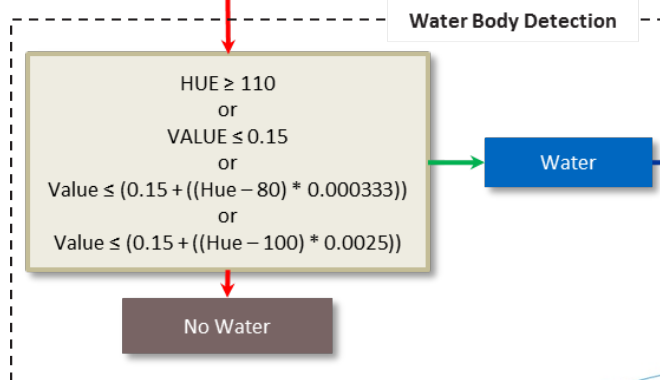 Water Body Detection
HUE ≥ 110
or
VALUE ≤ 0.15
or
Value ≤ (0.15 + ((Hue – 80) * 0.000333))
or
Value ≤ (0.15 + ((Hue – 100) * 0.0025))
Water
No Water